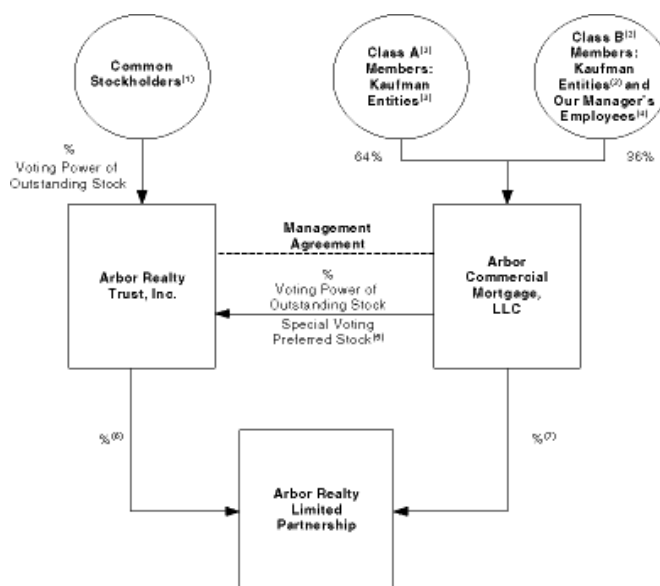 Common
Stockholders(1)
Class A(2)
Members:
Kaufman
Entities(3)
Class B(2)
Members:
Kaufman
Entities(3) and
Our Manager's
Employees(4)
%
Voting Power of
Outstanding Stock
64%
36%
Arbor Realty
Trust, Inc.
Management
Agreement
%
Voting Power of
Outstanding Stock
Special Voting
Preferred Stock(5)
Arbor
Commercial
Mortgage,
LLC
%(6)
%(7)
Arbor Realty
Limited
Partnership